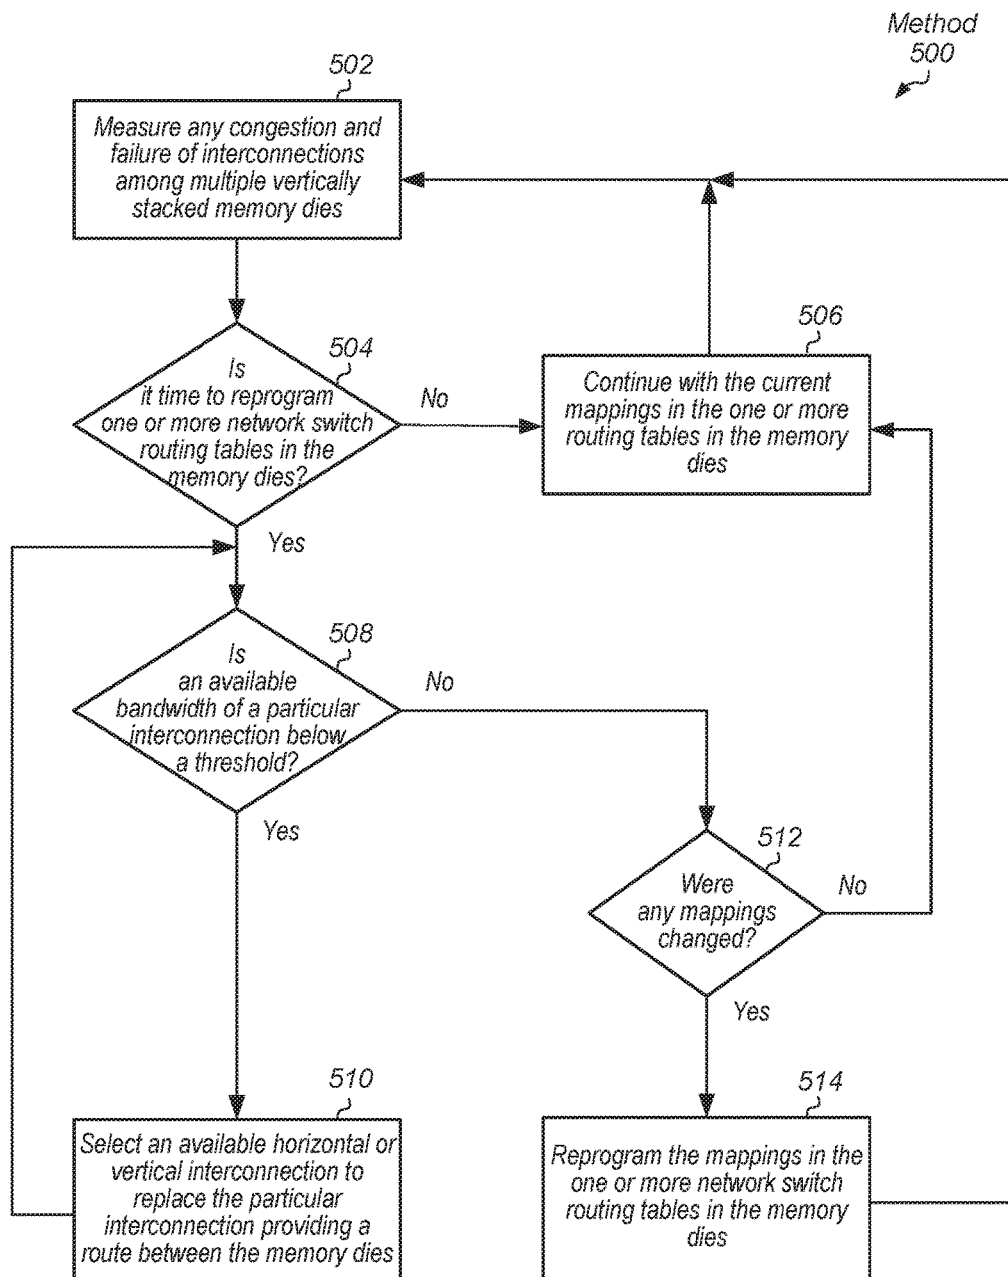 Method
500
502
Measure any congestion and
failure of interconnections
among multiple vertically
stacked memory dies
504
Is
it time to reprogram
one or more network switch
routing tables in the
memory dies?
No
506
Continue with the current
mappings in the one or more
routing tables in the memory
dies
Yes
508
Is
an available
bandwidth of a particular
interconnection below
a threshold?
No
Yes
512
Were
any mappings
changed?
No
Yes
510
Select an available horizontal or
vertical interconnection to
replace the particular
interconnection providing a
route between the memory dies
514
Reprogram the mappings in the
one or more network switch
routing tables in the memory
dies